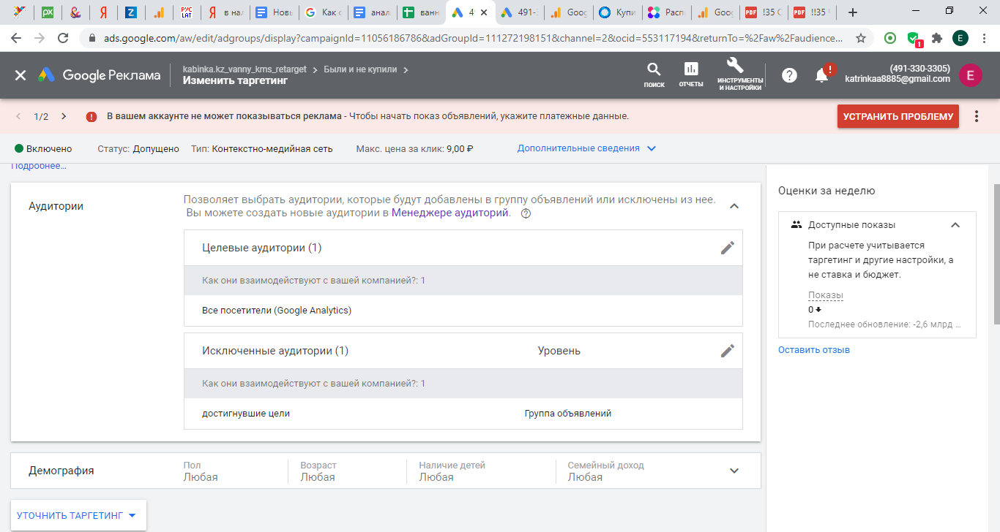 в нал
Новы
Как с
анал
ванн
491-3
Goog
Купи
Расп
Goog
!!35 C
!!35 ч
РУС
LAT
ads.google.com/aw/edit/adgroups/display?campaignId=11056186786&adGroupId=111272198151&channel=2&ocid=553117194&returnTo=%2Faw%2Faudience...
1
E
Google Реклама
kabinka.kz_vanny_kms_retarget > Были и не купили >
Изменить таргетинг
ПОИСК
ОТЧЕТЫ
ИНСТРУМЕНТЫ
И НАСТРОЙКИ
(491-330-3305)
katrinkaa8885@gmail.com
E
1/2
В вашем аккаунте не может показываться реклама - Чтобы начать показ объявлений, укажите платежные данные.
УСТРАНИТЬ ПРОБЛЕМУ
Включено Статус: Допущено Тип: Контекстно-медийная сеть Макс. цена за клик: 9,00 ₽ Дополнительные сведения
Подробнее...
Аудитории
Позволяет выбрать аудитории, которые будут добавлены в группу объявлений или исключены из нее.
Вы можете создать новые аудитории в Менеджере аудиторий.
Целевые аудитории (1)
Как они взаимодействуют с вашей компанией?: 1
Все посетители (Google Analytics)
Исключенные аудитории (1) Уровень
Как они взаимодействуют с вашей компанией?: 1
достигнувшие цели Группа объявлений
Демография
Пол
Любая
Возраст
Любая
Наличие детей
Любая
Семейный доход
Любая
УТОЧНИТЬ ТАРГЕТИНГ
Оценки за неделю
Доступные показы
При расчете учитывается
таргетинг и другие настройки, а
не ставка и бюджет.
Показы
0
Последнее обновление: -2,6 млрд ...
Оставить отзыв